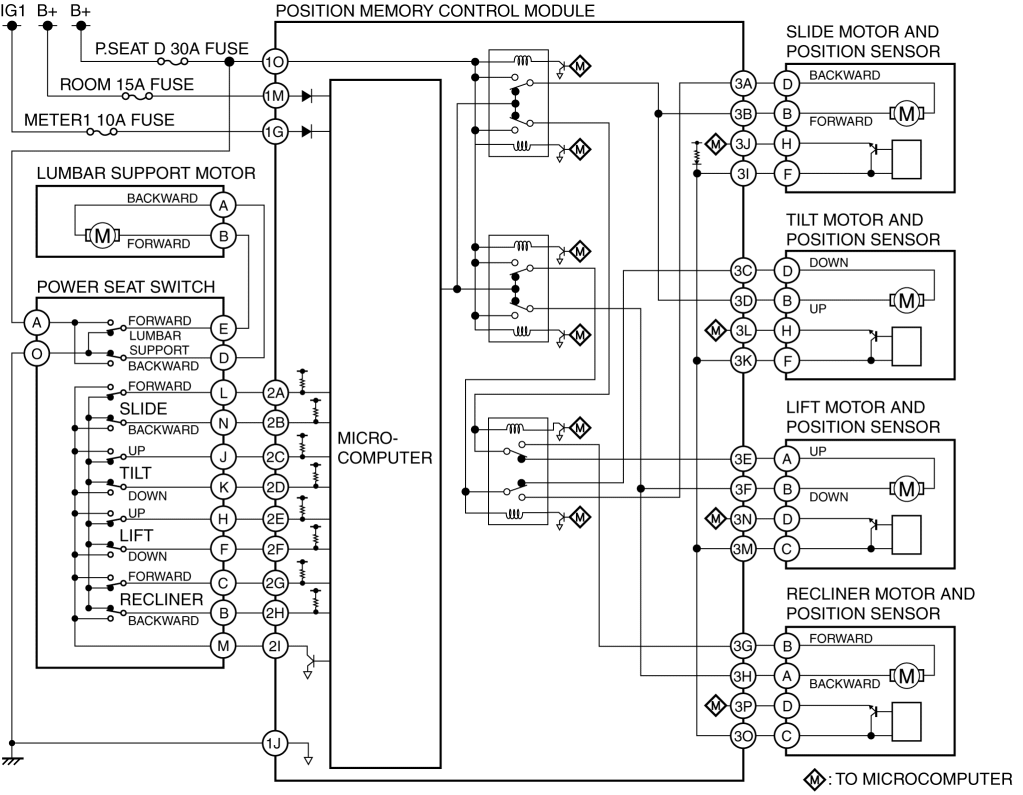 IG1 B+ B+
POSITION MEMORY CONTROL MODULE
P.SEAT D 30A FUSE
1O
ROOM 15A FUSE
1M
METER1 10A FUSE
1G
LUMBAR SUPPORT MOTOR
BACKWARD A
M
FORWARD B
POWER SEAT SWITCH
A
FORWARD E
LUMBAR
O
SUPPORT D
BACKWARD
FORWARD L 2A
SLIDE
BACKWARD N 2B
UP J 2C
TILT
DOWN K 2D
UP H 2E
LIFT
DOWN F 2F
FORWARD C 2G
RECLINER
BACKWARD B 2H
M 2I
1J
MICRO-
COMPUTER
M
M
M
M
M
M
SLIDE MOTOR AND
POSITION SENSOR
3A D BACKWARD
3B B FORWARD M
M 3J H
3I F
TILT MOTOR AND
POSITION SENSOR
3C D DOWN
3D B UP M
M 3L H
3K F
LIFT MOTOR AND
POSITION SENSOR
3E A UP
3F B DOWN M
M 3N D
3M C
RECLINER MOTOR AND
POSITION SENSOR
3G B FORWARD
3H A BACKWARD M
M 3P D
3O C
M : TO MICROCOMPUTER